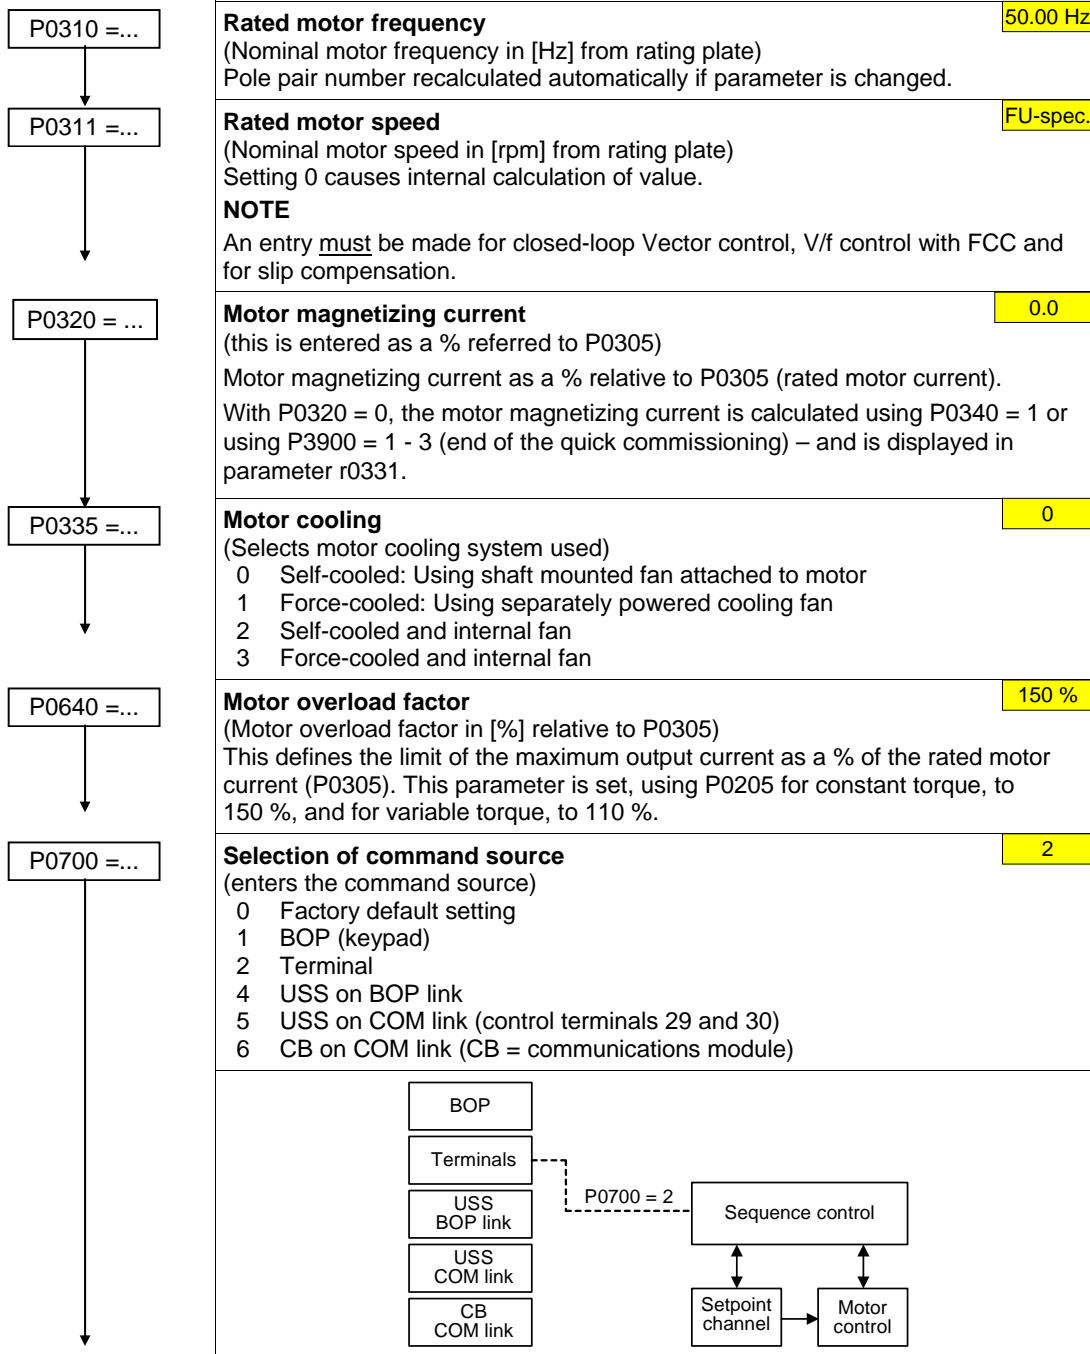 P0310 =...
Rated motor frequency
50.00 Hz
(Nominal motor frequency in [Hz] from rating plate)
Pole pair number recalculated automatically if parameter is changed.
P0311 =...
Rated motor speed
FU-spec.
(Nominal motor speed in [rpm] from rating plate)
Setting 0 causes internal calculation of value.
NOTE
An entry must be made for closed-loop Vector control, V/f control with FCC and
for slip compensation.
P0320 = ...
Motor magnetizing current
0.0
(this is entered as a % referred to P0305)
Motor magnetizing current as a % relative to P0305 (rated motor current).
With P0320 = 0, the motor magnetizing current is calculated using P0340 = 1 or
using P3900 = 1 - 3 (end of the quick commissioning) – and is displayed in
parameter r0331.
P0335 =...
Motor cooling
0
(Selects motor cooling system used)
0 Self-cooled: Using shaft mounted fan attached to motor
1 Force-cooled: Using separately powered cooling fan
2 Self-cooled and internal fan
3 Force-cooled and internal fan
P0640 =...
Motor overload factor
150 %
(Motor overload factor in [%] relative to P0305)
This defines the limit of the maximum output current as a % of the rated motor
current (P0305). This parameter is set, using P0205 for constant torque, to
150 %, and for variable torque, to 110 %.
P0700 =...
Selection of command source
2
(enters the command source)
0 Factory default setting
1 BOP (keypad)
2 Terminal
4 USS on BOP link
5 USS on COM link (control terminals 29 and 30)
6 CB on COM link (CB = communications module)
BOP
Terminals
USS
BOP link
USS
COM link
CB
COM link
P0700 = 2
Sequence control
Setpoint
channel
Motor
control